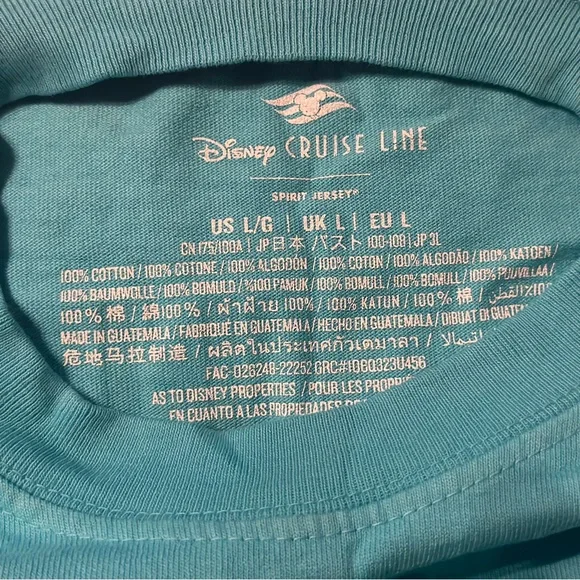 Disney CRUISE LINE
SPIRIT JERSEY®
US L/G | UK L | EU L
CN 175/100A | JP 日本 バスト 100-108 | JP 3L
100% COTTON / 100% COTONE / 100% ALGODÓN / 100% COTON / 100% ALGODÃO / 100% KATOEN /
100% BAUMWOLLE / 100% BOMULD / %100 PAMUK / 100% BOMULL / 100% BOMULL / 100% PUUVILLAA /
100% 棉 / 綿100% / ผ้าฝ้าย 100% / 100% KATUN / 100% 棉 / القطن ٪100
MADE IN GUATEMALA / FABRIQUÉ EN GUATEMALA / HECHO EN GUATEMALA / DIBUAT DI GUATEMALA
危地马拉制造 / ผลิตในประเทศกัวเตมาลา /
FAC-026248-22252 GRC#10BQ323U456
AS TO DISNEY PROPERTIES / POUR LES PROPRIÉ
EN CUANTO A LAS PROPIEDADES DE